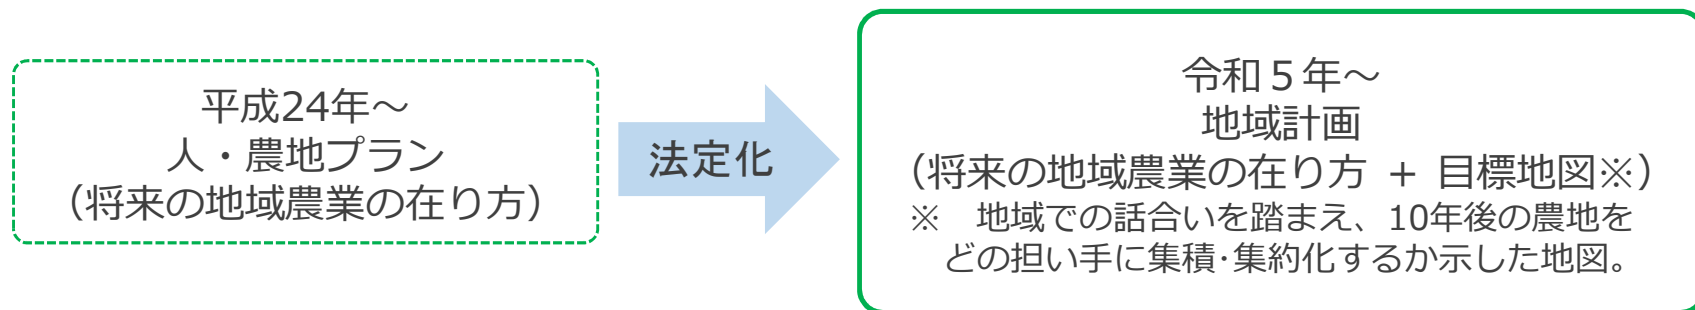 平成24年～
人・農地プラン
（将来の地域農業の在り方）
法定化
令和５年～
地域計画
（将来の地域農業の在り方 + 目標地図※）
※　地域での話合いを踏まえ、10年後の農地を
どの担い手に集積･集約化するか示した地図。